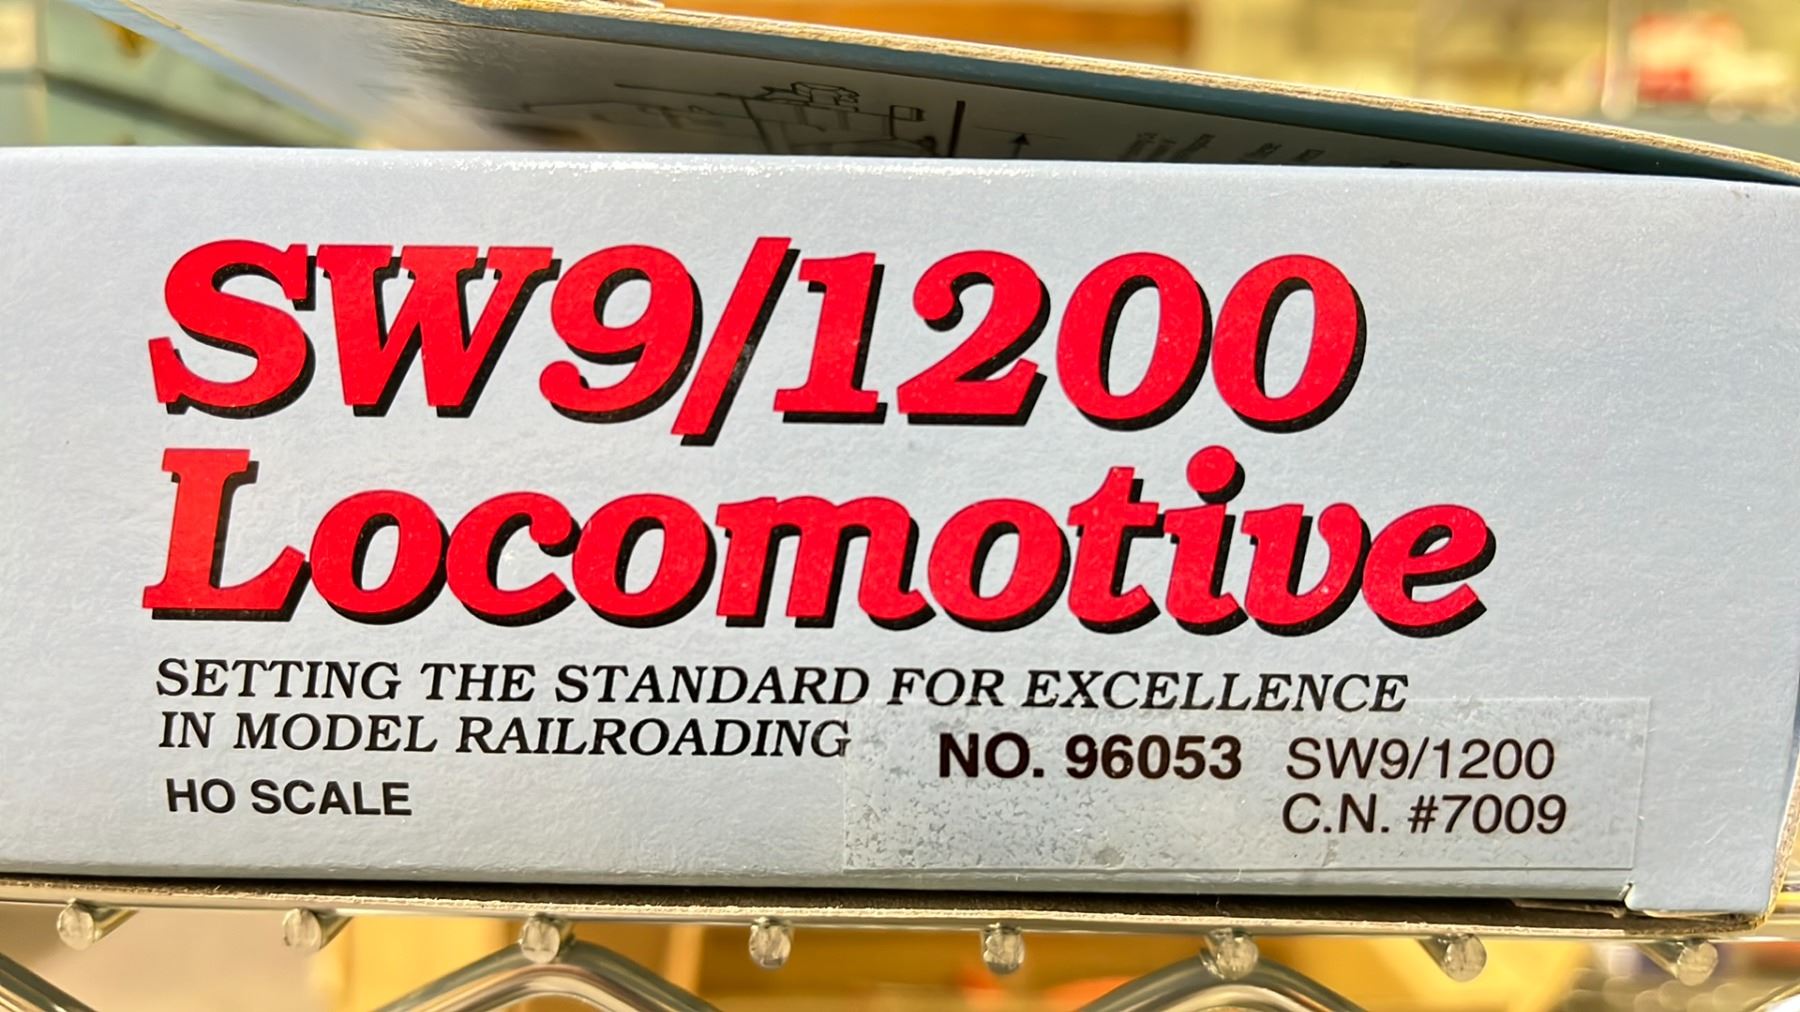 SW9/1200
Locomotive
SETTING THE STANDARD FOR EXCELLENCE
IN MODEL RAILROADING
HO SCALE
NO. 96053 SW9/1200
C.N. #7009